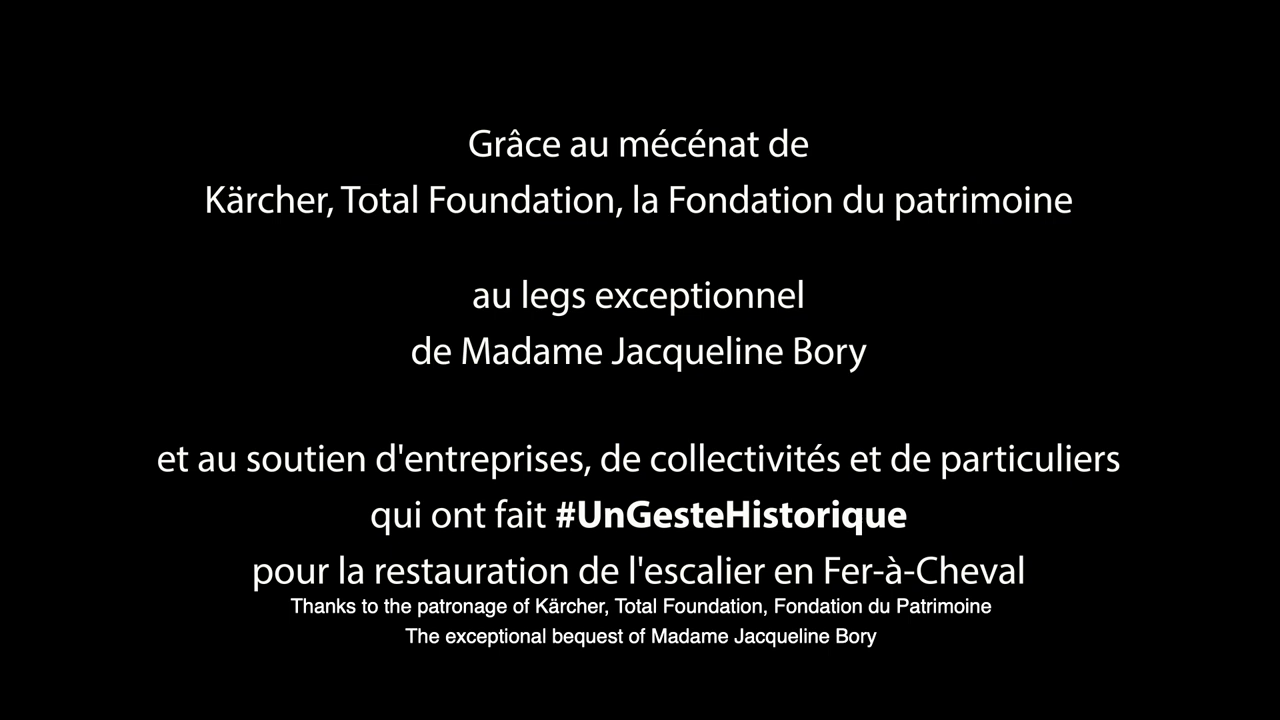 Grâce au mécénat de
Kärcher, Total Foundation, la Fondation du patrimoine
au legs exceptionnel
de Madame Jacqueline Bory
et au soutien d'entreprises, de collectivités et de particuliers
qui ont fait #UnGesteHistorique
pour la restauration de l'escalier en Fer-à-Cheval
Thanks to the patronage of Kärcher, Total Foundation, Fondation du Patrimoine
The exceptional bequest of Madame Jacqueline Bory